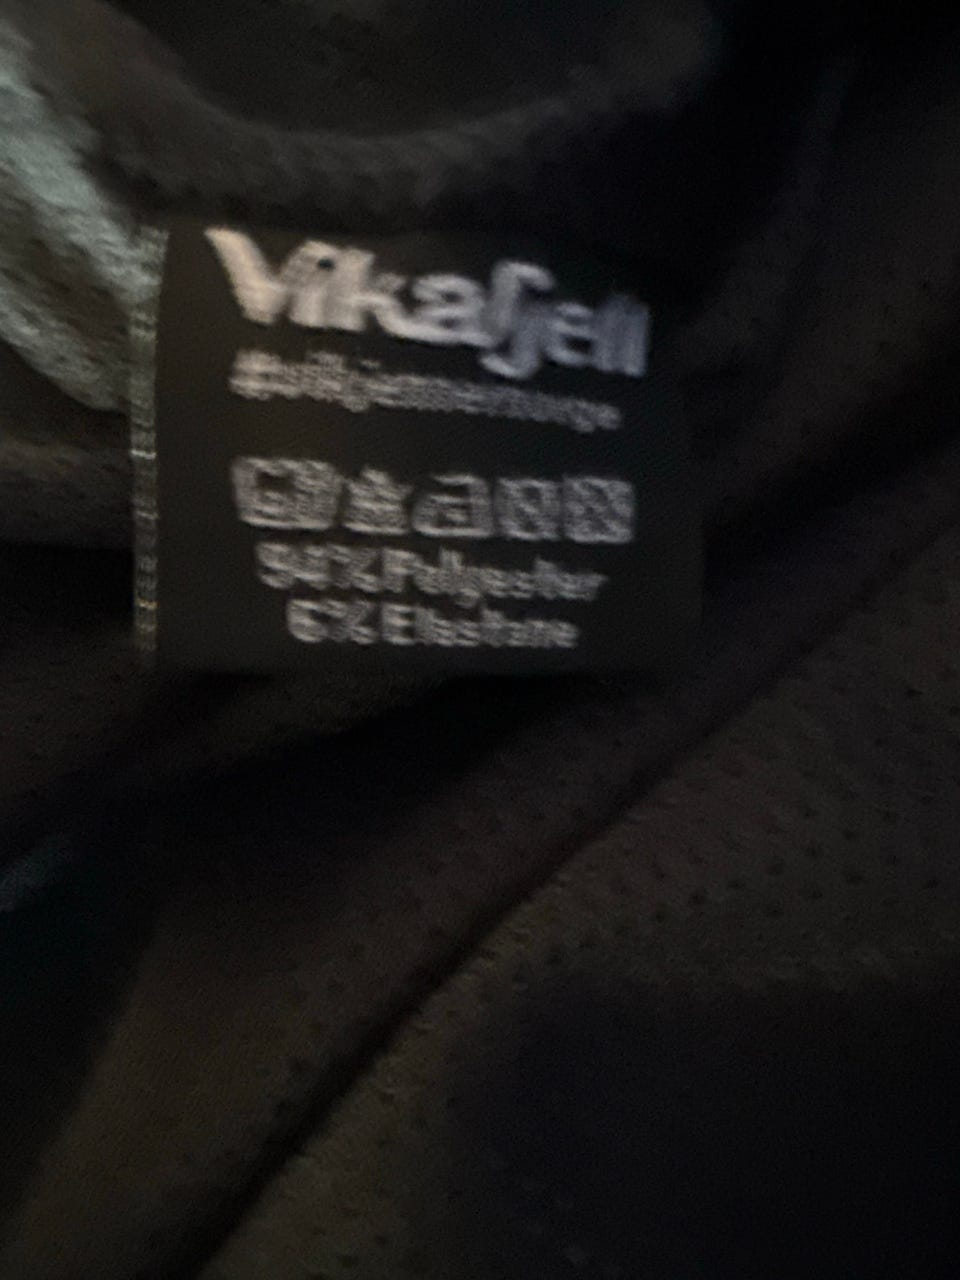 Vikafjell
94% Polyester
6% Elastane